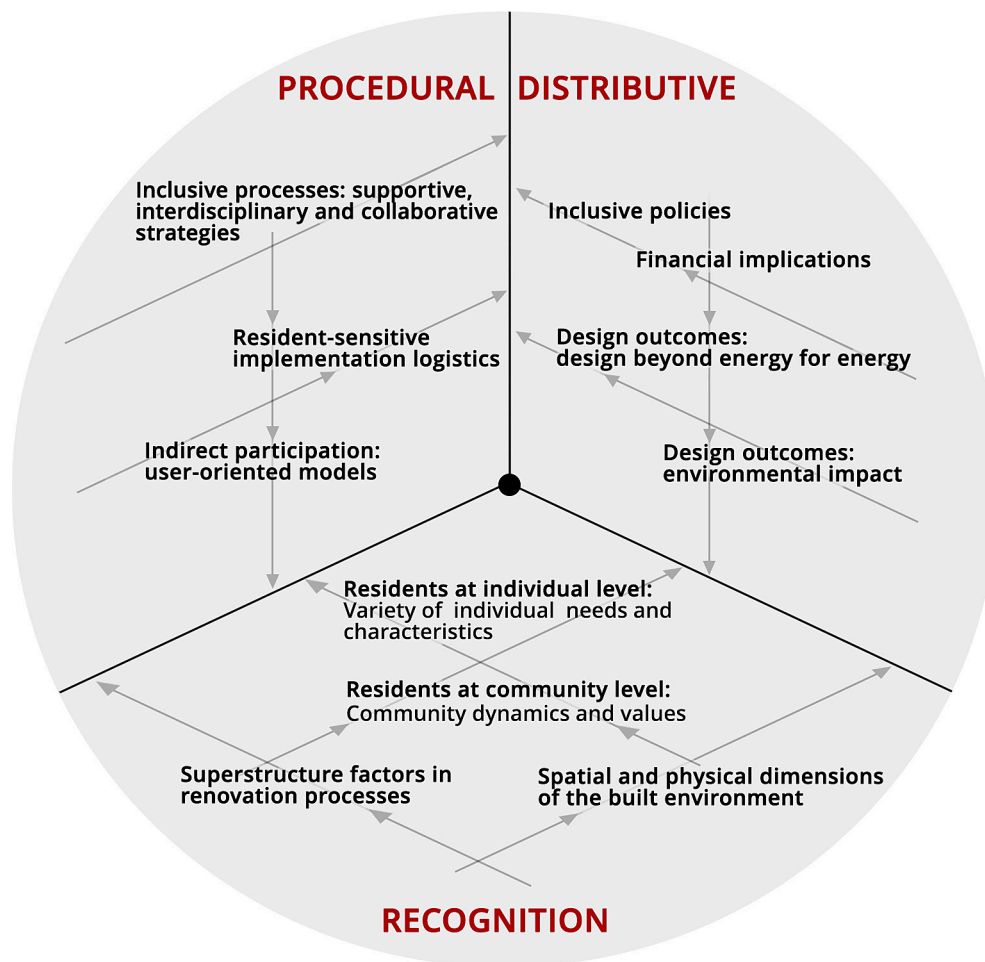 PROCEDURAL
DISTRIBUTIVE
Inclusive processes: supportive,
interdisciplinary and collaborative
strategies
Resident-sensitive
implementation logistics
Indirect participation:
user-oriented models
Inclusive policies
Financial implications
Design outcomes:
design beyond energy for energy
Design outcomes:
environmental impact
Residents at individual level:
Variety of individual needs and
characteristics
Residents at community level:
Community dynamics and values
Superstructure factors in
renovation processes
Spatial and physical dimensions
of the built environment
RECOGNITION